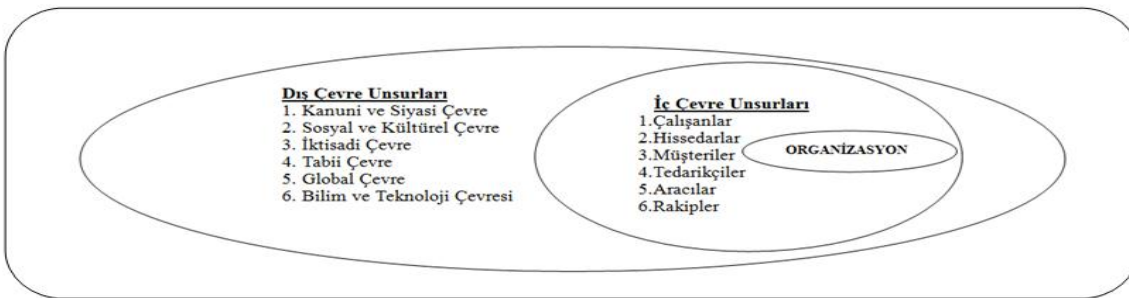 Dış Çevre Unsurları
1. Kanuni ve Siyasi Çevre
2. Sosyal ve Kültürel Çevre
3. İktisadi Çevre
4. Tabii Çevre
5. Global Çevre
6. Bilim ve Teknoloji Çevresi
İç Çevre Unsurları
1.Çalışanlar
2.Hissedarlar
3.Müşteriler
4.Tedarikçiler
5.Aracılar
6.Rakipler
ORGANİZASYON